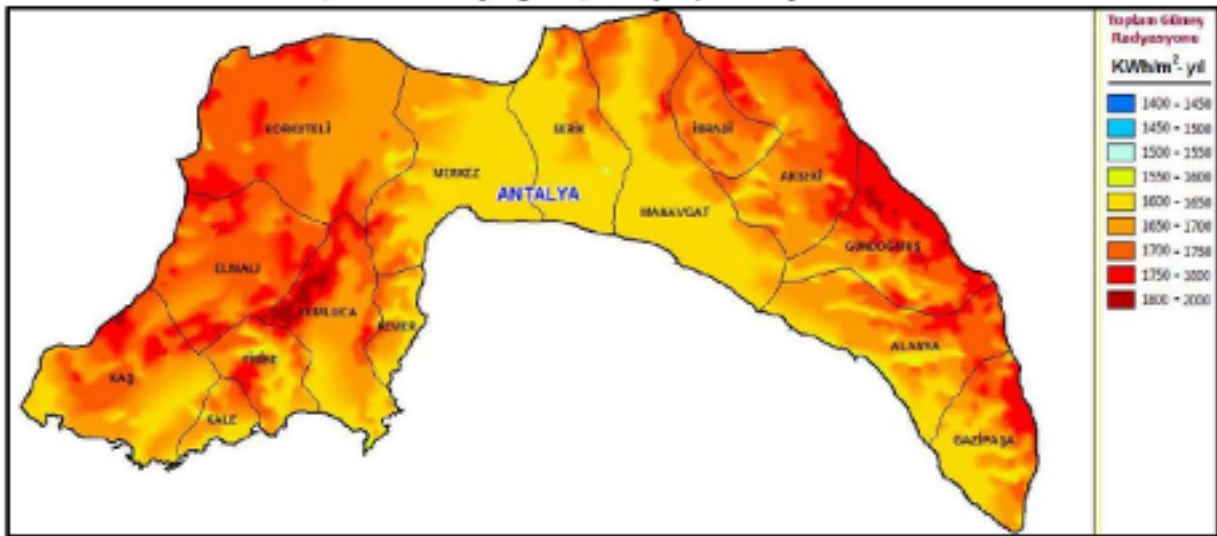 Toplam Güneş
Radyasyonu
KWh/m²- yıl
1400 - 1450
1450 - 1500
1500 - 1550
1550 - 1600
1600 - 1650
1650 - 1700
1700 - 1750
1750 - 1800
1800 - 2000
KORKUTELİ
SERİK
İBRADI
MERKEZ
AKSEKİ
ANTALYA
MANAVGAT
GÜNDOĞMUŞ
ELMALI
KUMLUCA
KEMER
ALANYA
FİNİKE
KAŞ
KALE
GAZİPAŞA